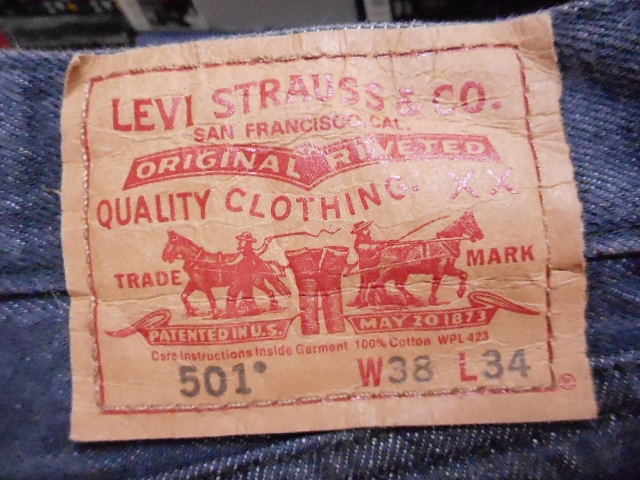 LEVI STRAUSS & CO.
SAN FRANCISCO, CAL.
ORIGINAL RIVETED
QUALITY CLOTHING. XX
TRADE MARK
PATENTED IN U.S. MAY 20 1873
Care Instructions Inside Garment 100% Cotton WPL 423
501® W38 L34